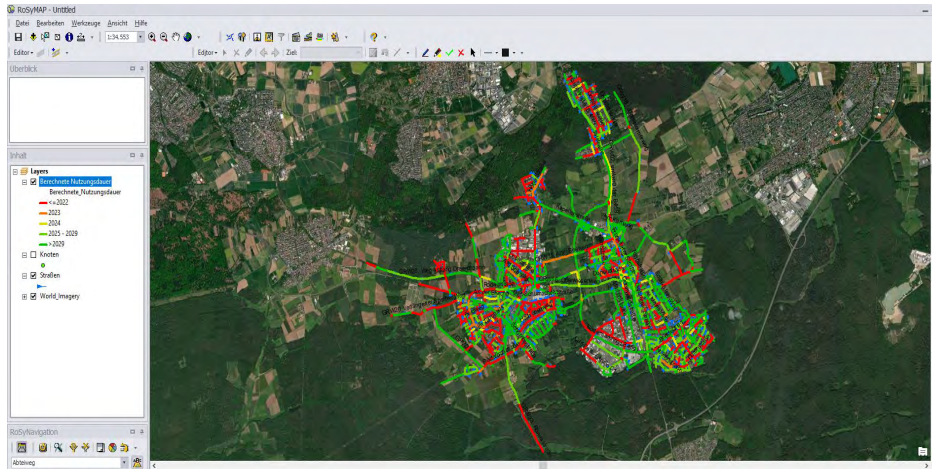 RoSyMAP - Untitled
Datei Bearbeiten Werkzeuge Ansicht Hilfe
1:34.553
Editor
Editor
Ziel:
Überblick
Inhalt
Layers
Berechnete Nutzungsdauer
Berechnete_Nutzungsdauer
<=2022
2023
2024
2025 - 2029
>2029
Knoten
Straßen
World_Imagery
RoSyNavigation
Abteiweg